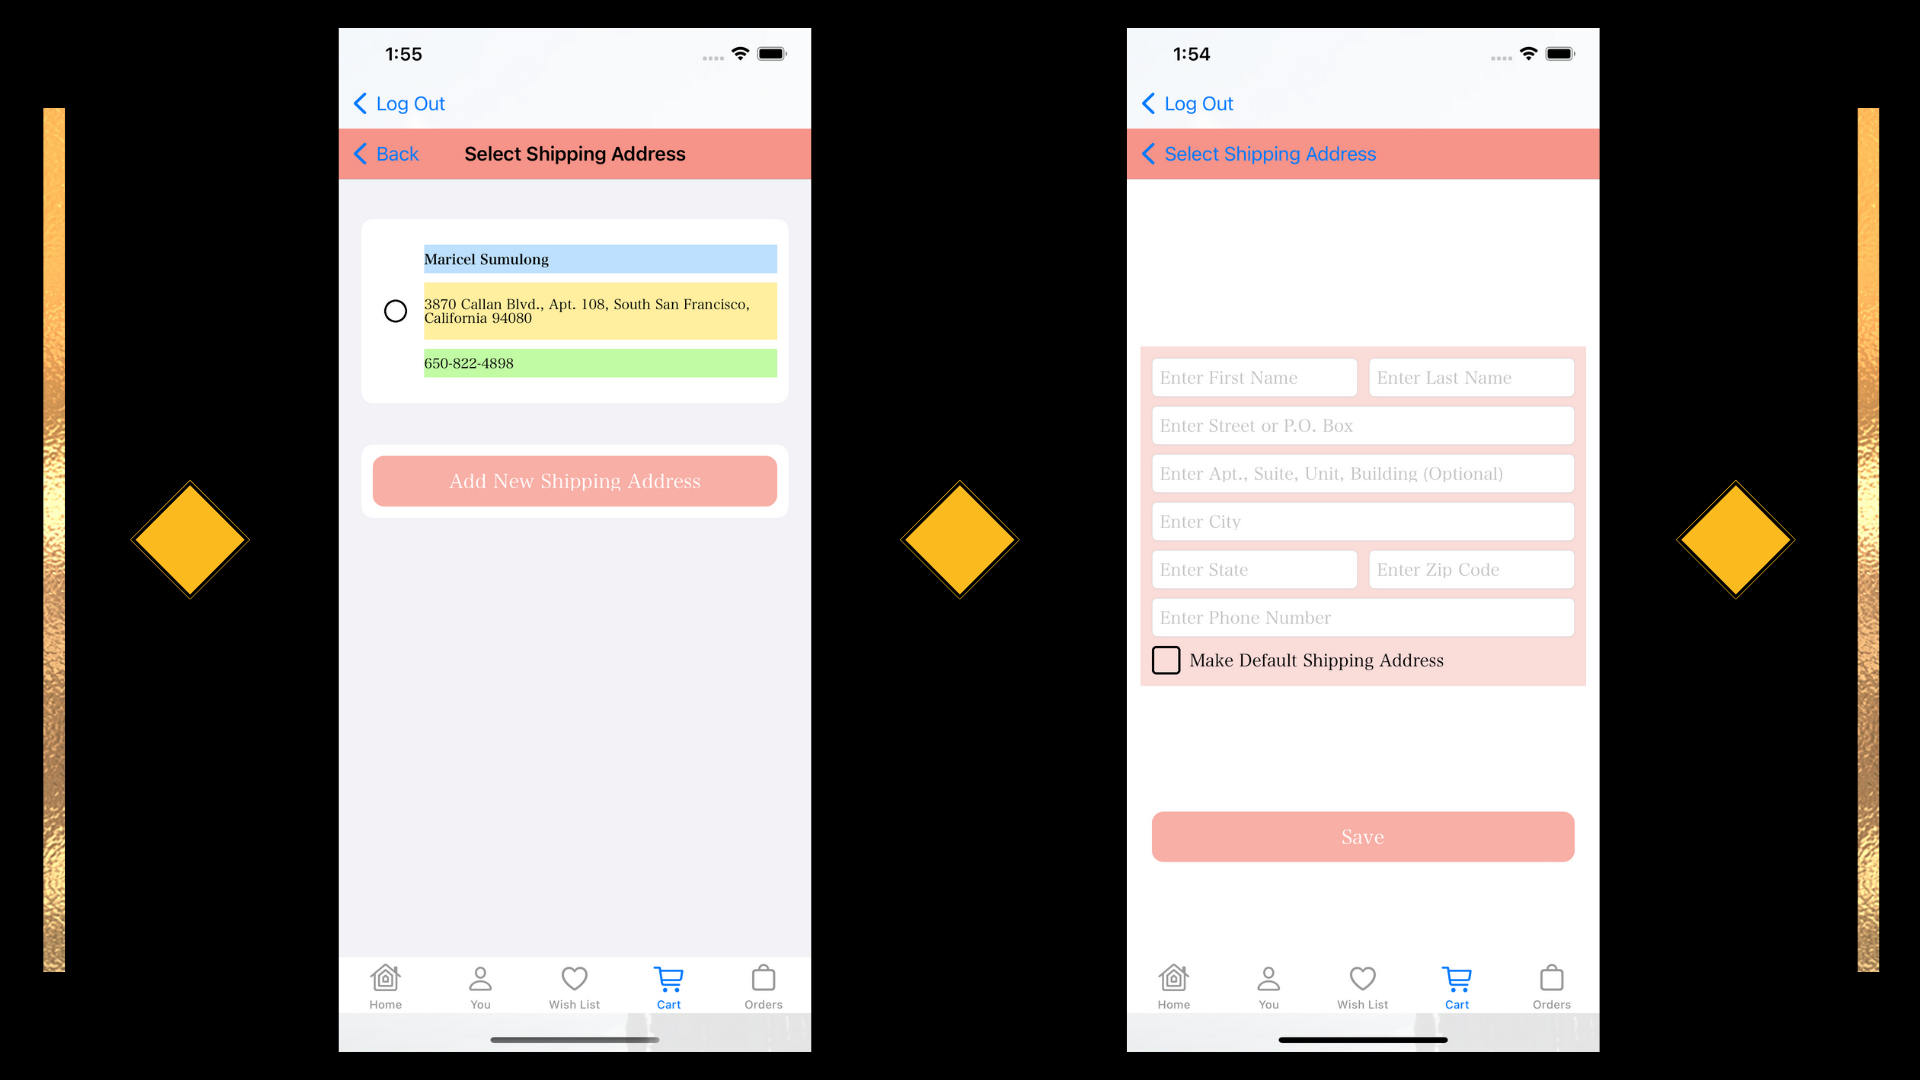 1:55
Log Out
Back
Select Shipping Address
Maricel Sumulong
3870 Callan Blvd., Apt. 108, South San Francisco,
California 94080
650-822-4898
Add New Shipping Address
Home
You
Wish List
Cart
Orders
1:54
Log Out
Select Shipping Address
Enter First Name
Enter Last Name
Enter Street or P.O. Box
Enter Apt., Suite, Unit, Building (Optional)
Enter City
Enter State
Enter Zip Code
Enter Phone Number
Make Default Shipping Address
Save
Home
You
Wish List
Cart
Orders